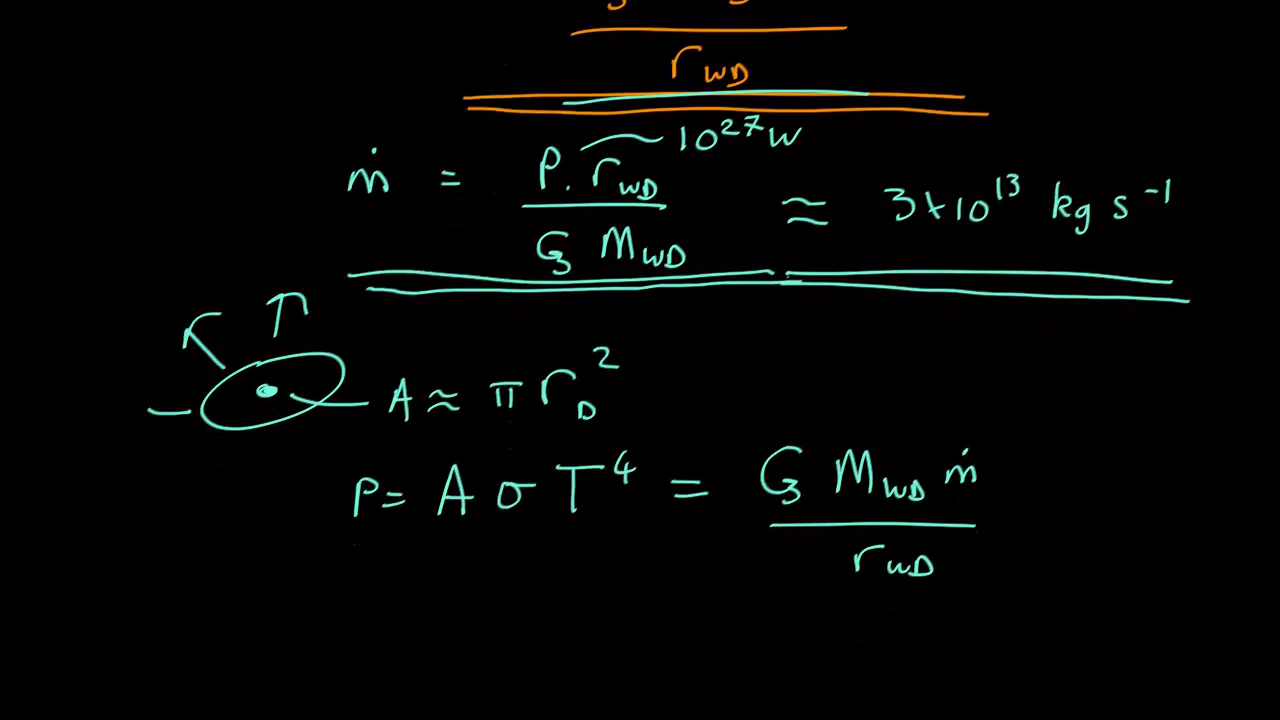 r_WD
ṁ = P. r_WD / G M_WD ≈ 3×10^13 kg s^-1
10^27 W
A ≈ π r_D^2
P = A σ T^4 = G M_WD ṁ / r_WD